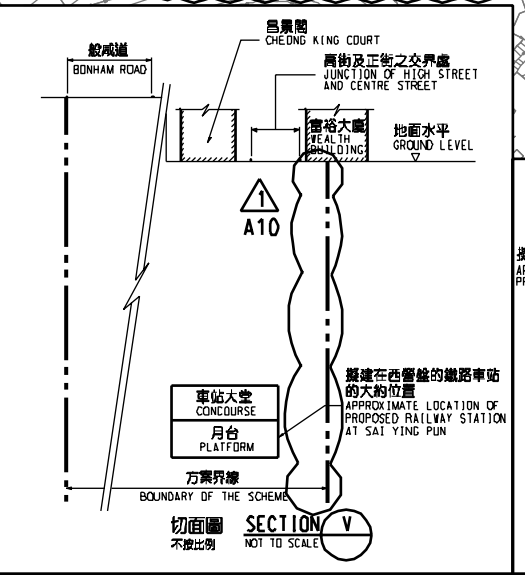 昌景閣
CHEONG KING COURT
般咸道
BONHAM ROAD
高街及正街之交界處
JUNCTION OF HIGH STREET
AND CENTRE STREET
富裕大廈
WEALTH
BUILDING
地面水平
GROUND LEVEL
1
A10
擬建在西營盤的鐵路車站
的大約位置
APPROXIMATE LOCATION OF
PROPOSED RAILWAY STATION
AT SAI YING PUN
車站大堂
CONCOURSE
月台
PLATFORM
方案界線
BOUNDARY OF THE SCHEME
切面圖 SECTION V
不按比例 NOT TO SCALE